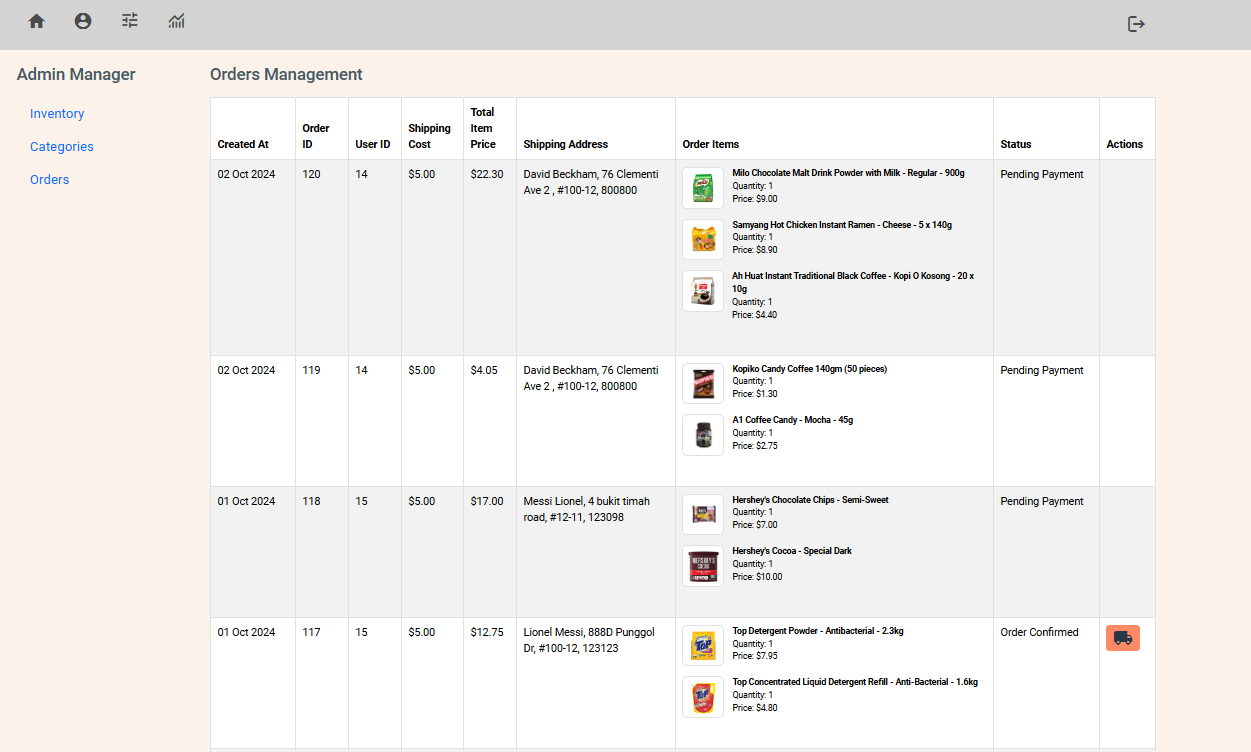 Admin Manager
Inventory
Categories
Orders
Orders Management
Created At
Order
ID
User ID
Shipping
Cost
Total
Item
Price
Shipping Address
Order Items
Status
Actions
02 Oct 2024
120
14
$5.00
$22.30
David Beckham, 76 Clementi
Ave 2 , #100-12, 800800
Milo Chocolate Malt Drink Powder with Milk - Regular - 900g
Quantity: 1
Price: $9.00
Samyang Hot Chicken Instant Ramen - Cheese - 5 x 140g
Quantity: 1
Price: $8.90
Ah Huat Instant Traditional Black Coffee - Kopi O Kosong - 20 x
10g
Quantity: 1
Price: $4.40
Pending Payment
02 Oct 2024
119
14
$5.00
$4.05
David Beckham, 76 Clementi
Ave 2 , #100-12, 800800
Kopiko Candy Coffee 140gm (50 pieces)
Quantity: 1
Price: $1.30
A1 Coffee Candy - Mocha - 45g
Quantity: 1
Price: $2.75
Pending Payment
01 Oct 2024
118
15
$5.00
$17.00
Messi Lionel, 4 bukit timah
road, #12-11, 123098
Hershey's Chocolate Chips - Semi-Sweet
Quantity: 1
Price: $7.00
Hershey's Cocoa - Special Dark
Quantity: 1
Price: $10.00
Pending Payment
01 Oct 2024
117
15
$5.00
$12.75
Lionel Messi, 888D Punggol
Dr, #100-12, 123123
Top Detergent Powder - Antibacterial - 2.3kg
Quantity: 1
Price: $7.95
Top Concentrated Liquid Detergent Refill - Anti-Bacterial - 1.6kg
Quantity: 1
Price: $4.80
Order Confirmed